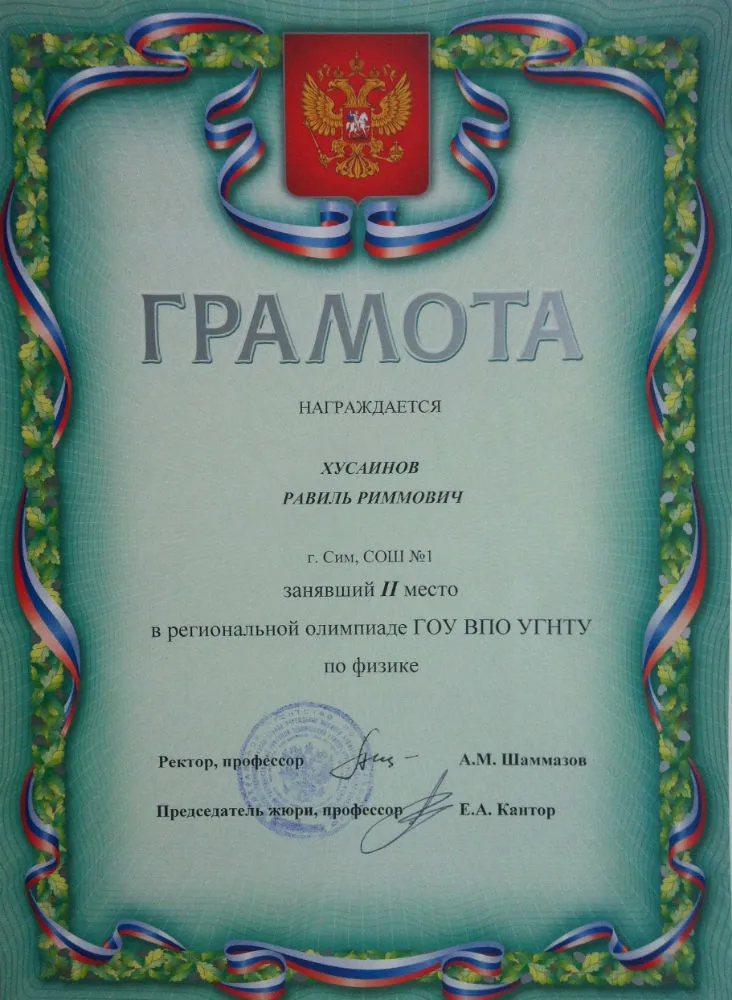 ГРАМОТА
НАГРАЖДАЕТСЯ
ХУСАИНОВ
РАВИЛЬ РИММОВИЧ
г. Сим, СОШ №1
занявший II место
в региональной олимпиаде ГОУ ВПО УГНТУ
по физике
Ректор, профессор А.М. Шаммазов
Председатель жюри, профессор Е.А. Кантор